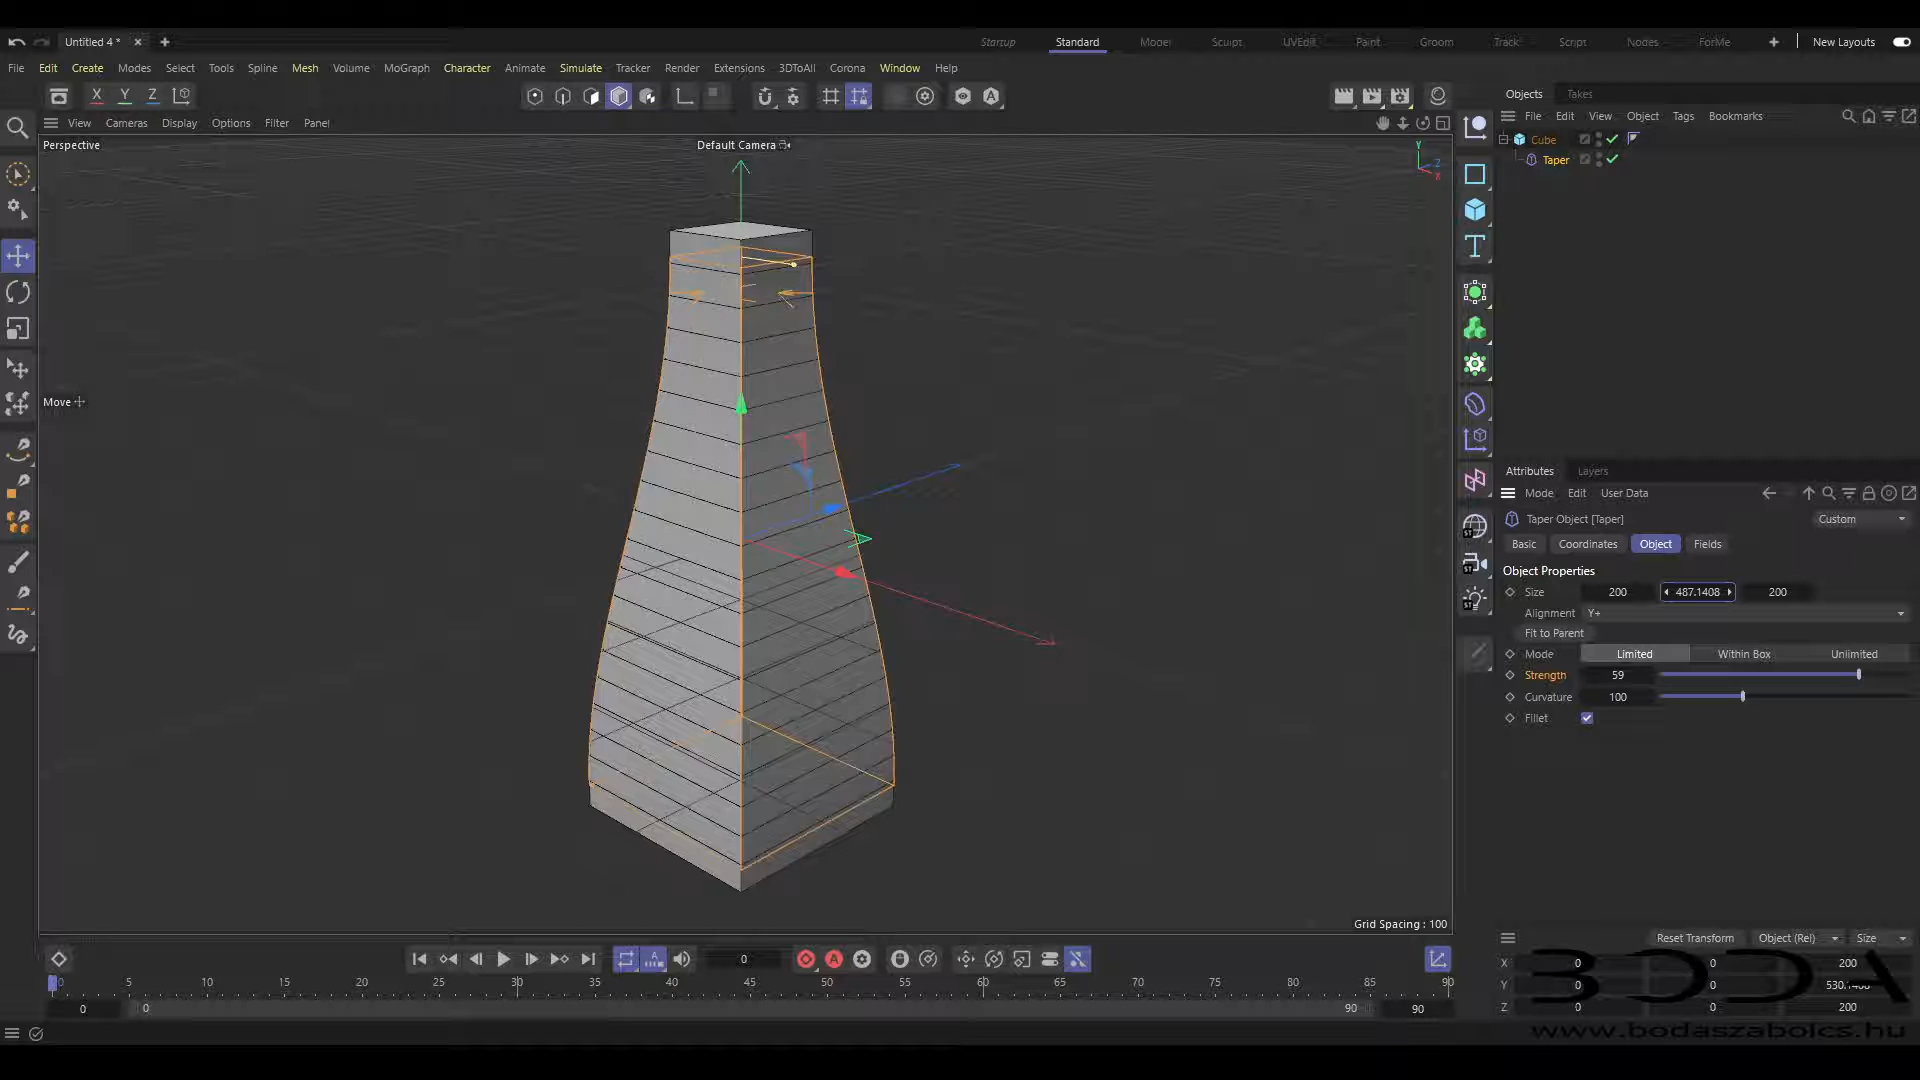 Untitled 4 *
Startup Standard Model Sculpt UVEdit Paint Groom Track Script Nodes ForMe New Layouts
File Edit Create Modes Select Tools Spline Mesh Volume MoGraph Character Animate Simulate Tracker Render Extensions 3DToAll Corona Window Help
X Y Z
View Cameras Display Options Filter Panel
Perspective
Default Camera
Y
Z
X
Move
Grid Spacing : 100
Objects Takes
File Edit View Object Tags Bookmarks
Cube
Taper
Attributes Layers
Mode Edit User Data
Taper Object [Taper] Custom
Basic Coordinates Object Fields
Object Properties
Size 200 487.1408 200
Alignment Y+
Fit to Parent
Mode Limited Within Box Unlimited
Strength 59
Curvature 100
Fillet
Reset Transform Object (Rel) Size
X 0 0 200
Y 0 0
Z 0 0 200
BODA
www.bodaszabolcs.hu
0
0 5 10 15 20 25 30 35 40 45 50 55 60 65 70 75 80 85 90
0 0 90 90